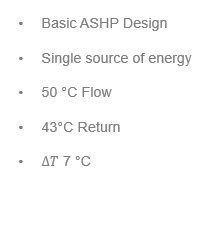 • Basic ASHP Design
• Single source of energy
• 50 °C Flow
• 43°C Return
• Δ𝑇 7 °C